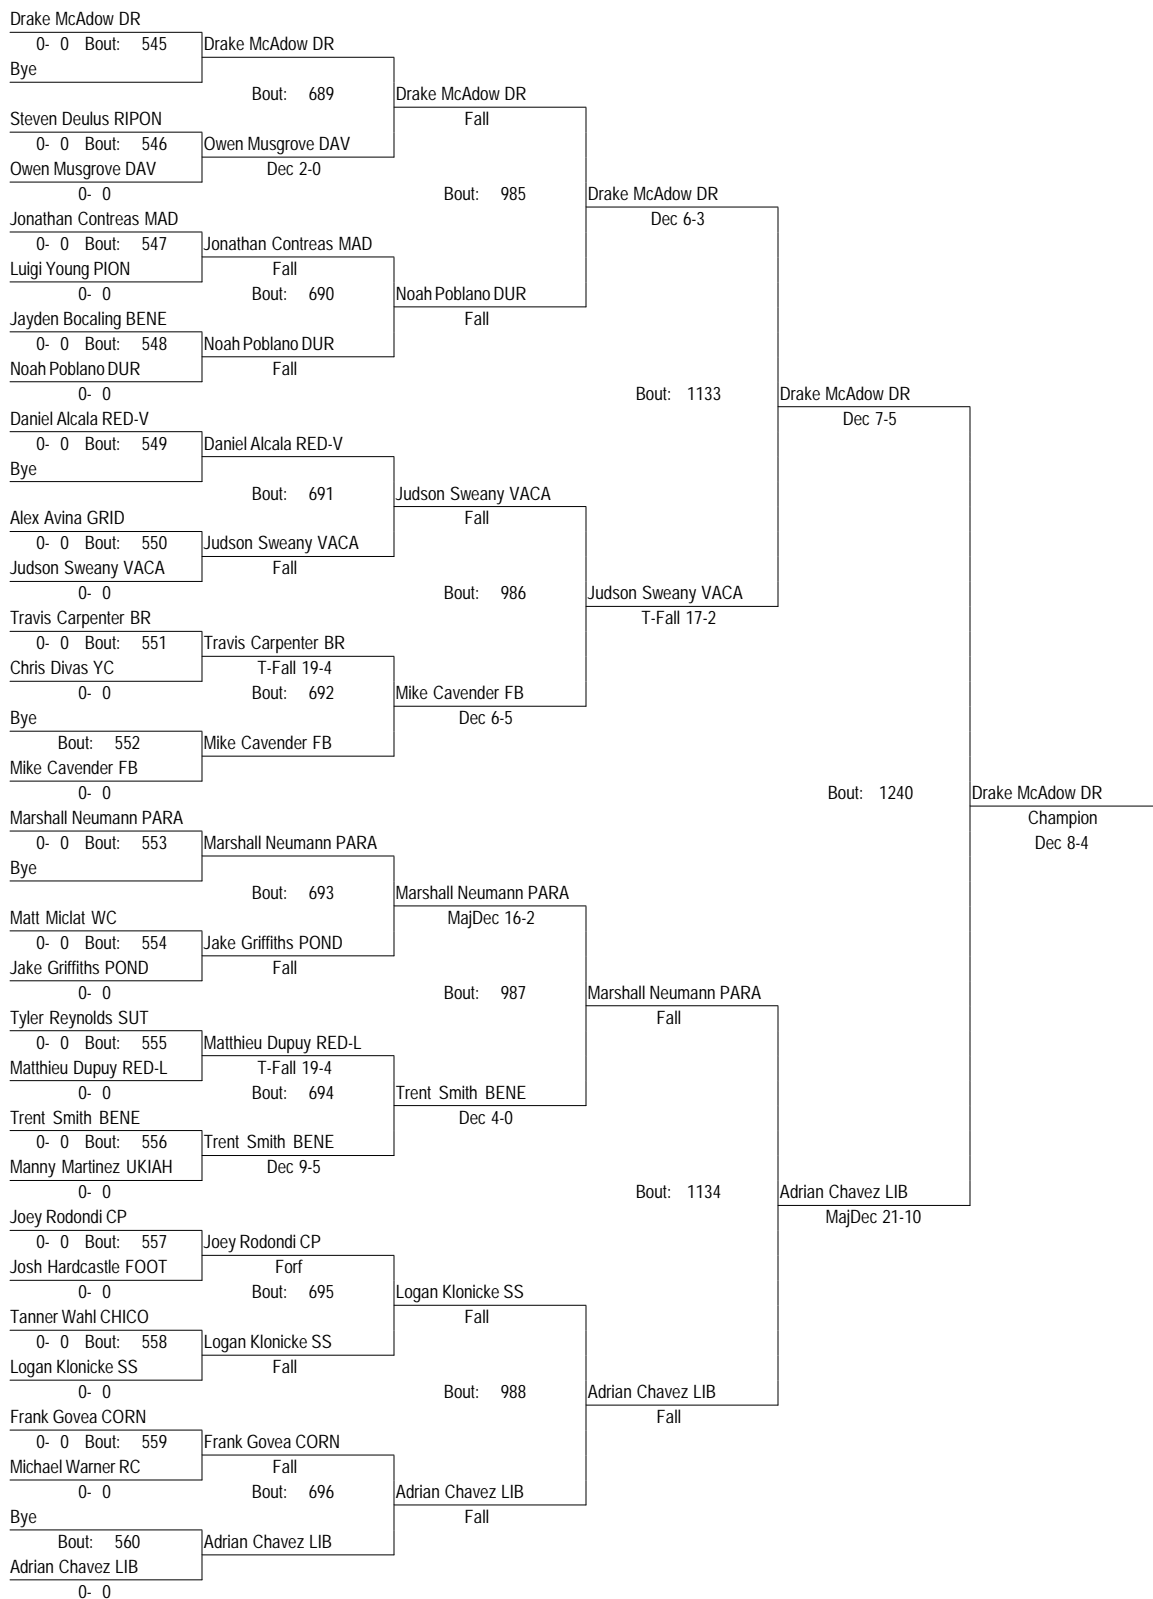 Drake McAdow DR
0- 0 Bout: 545 Drake McAdow DR
Bye
Bout: 689 Drake McAdow DR
Steven Deulus RIPON Fall
0- 0 Bout: 546 Owen Musgrove DAV
Owen Musgrove DAV Dec 2-0
0- 0 Bout: 985 Drake McAdow DR
Jonathan Contreas MAD Dec 6-3
0- 0 Bout: 547 Jonathan Contreas MAD
Luigi Young PION Fall
0- 0 Bout: 690 Noah Poblano DUR
Jayden Bocaling BENE Fall
0- 0 Bout: 548 Noah Poblano DUR
Noah Poblano DUR Fall
0- 0 Bout: 1133 Drake McAdow DR
Daniel Alcala RED-V Dec 7-5
0- 0 Bout: 549 Daniel Alcala RED-V
Bye
Bout: 691 Judson Sweany VACA
Alex Avina GRID Fall
0- 0 Bout: 550 Judson Sweany VACA
Judson Sweany VACA Fall
0- 0 Bout: 986 Judson Sweany VACA
Travis Carpenter BR T-Fall 17-2
0- 0 Bout: 551 Travis Carpenter BR
Chris Divas YC T-Fall 19-4
0- 0 Bout: 692 Mike Cavender FB
Bye Dec 6-5
Bout: 552 Mike Cavender FB
Mike Cavender FB
0- 0 Bout: 1240 Drake McAdow DR
Marshall Neumann PARA Champion
0- 0 Bout: 553 Marshall Neumann PARA Dec 8-4
Bye
Bout: 693 Marshall Neumann PARA
Matt Miclat WC MajDec 16-2
0- 0 Bout: 554 Jake Griffiths POND
Jake Griffiths POND Fall
0- 0 Bout: 987 Marshall Neumann PARA
Tyler Reynolds SUT Fall
0- 0 Bout: 555 Matthieu Dupuy RED-L
Matthieu Dupuy RED-L T-Fall 19-4
0- 0 Bout: 694 Trent Smith BENE
Trent Smith BENE Dec 4-0
0- 0 Bout: 556 Trent Smith BENE
Manny Martinez UKIAH Dec 9-5
0- 0 Bout: 1134 Adrian Chavez LIB
Joey Rodondi CP MajDec 21-10
0- 0 Bout: 557 Joey Rodondi CP
Josh Hardcastle FOOT Forf
0- 0 Bout: 695 Logan Klonicke SS
Tanner Wahl CHICO Fall
0- 0 Bout: 558 Logan Klonicke SS
Logan Klonicke SS Fall
0- 0 Bout: 988 Adrian Chavez LIB
Frank Govea CORN Fall
0- 0 Bout: 559 Frank Govea CORN
Michael Warner RC Fall
0- 0 Bout: 696 Adrian Chavez LIB
Bye Fall
Bout: 560 Adrian Chavez LIB
Adrian Chavez LIB
0- 0